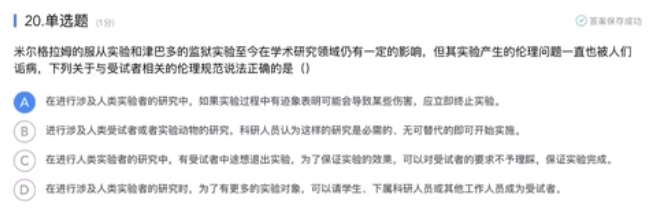 20.单选题 (1分) 答案保存成功
米尔格拉姆的服从实验和津巴多的监狱实验至今在学术研究领域仍有一定的影响，但其实验产生的伦理问题一直也被人们
诟病，下列关于与受试者相关的伦理规范说法正确的是（）
A 在进行涉及人类实验者的研究中，如果实验过程中有迹象表明可能会导致某些伤害，应立即终止实验。
B 进行涉及人类受试者或者实验动物的研究，科研人员认为这样的研究是必需的、无可替代的即可开始实施。
C 在进行人类实验者的研究中，有受试者中途想退出实验，为了保证实验的效果，可以对受试者的要求不予理睬，保证实验完成。
D 在进行涉及人类实验者的研究时，为了有更多的实验对象，可以请学生、下属科研人员或其他工作人员成为受试者。